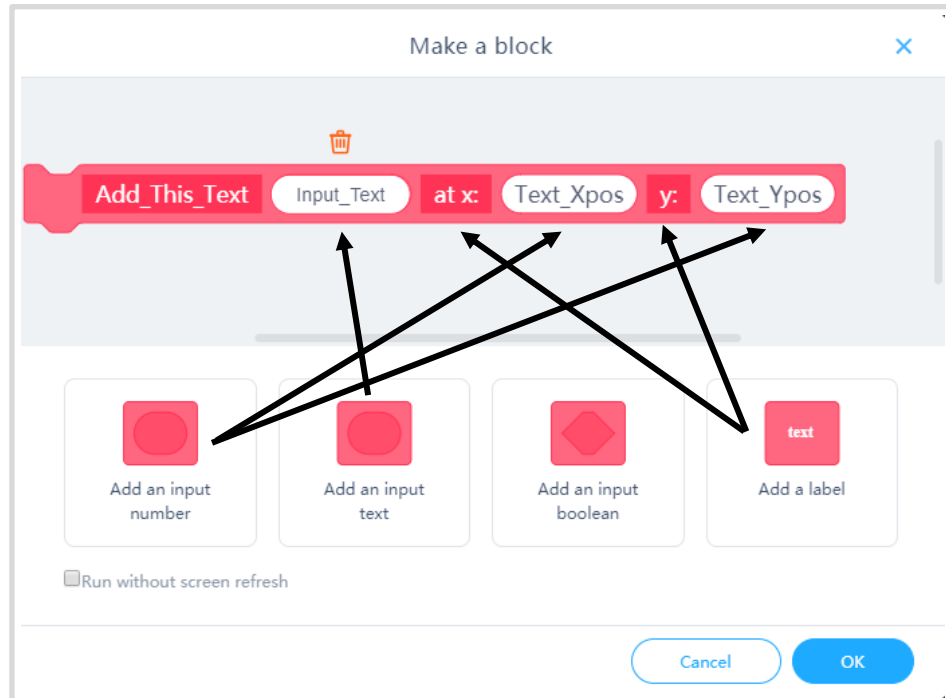 Make a block
Add_This_Text Input_Text at x: Text_Xpos y: Text_Ypos
text
Add an input
number
Add an input
text
Add an input
boolean
Add a label
Run without screen refresh
Cancel OK